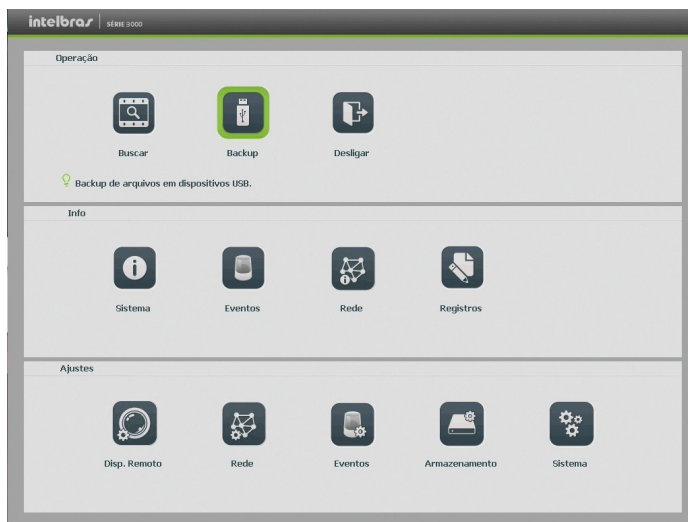 intelbras SÉRIE 3000
Operação
Buscar Backup Desligar
Backup de arquivos em dispositivos USB.
Info
Sistema Eventos Rede Registros
Ajustes
Disp. Remoto Rede Eventos Armazenamento Sistema